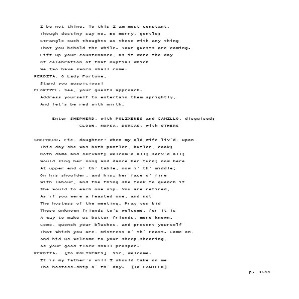 I be not thine. To this I am most constant,
Though destiny say no. Be merry, gentle;
Strangle such thoughts as these with any thing
That you behold the while. Your guests are coming.
Lift up your countenance, as it were the day
Of celebration of that nuptial which
We two have sworn shall come.
PERDITA. O Lady Fortune,
Stand you auspicious!
FLORIZEL. See, your guests approach.
Address yourself to entertain them sprightly,
And let's be red with mirth.
Enter SHEPHERD, with POLIXENES and CAMILLO, disguised;
CLOWN, MOPSA, DORCAS, with OTHERS
SHEPHERD. Fie, daughter! When my old wife liv'd, upon
This day she was both pantler, butler, cook;
Both dame and servant; welcom'd all; serv'd all;
Would sing her song and dance her turn; now here
At upper end o' th' table, now i' th' middle;
On his shoulder, and his; her face o' fire
With labour, and the thing she took to quench it
She would to each one sip. You are retired,
As if you were a feasted one, and not
The hostess of the meeting. Pray you bid
These unknown friends to's welcome, for it is
A way to make us better friends, more known.
Come, quench your blushes, and present yourself
That which you are, Mistress o' th' Feast. Come on,
And bid us welcome to your sheep-shearing,
As your good flock shall prosper.
PERDITA. [To POLIXENES] Sir, welcome.
It is my father's will I should take on me
The hostess-ship o' th' day. [To CAMILLO]